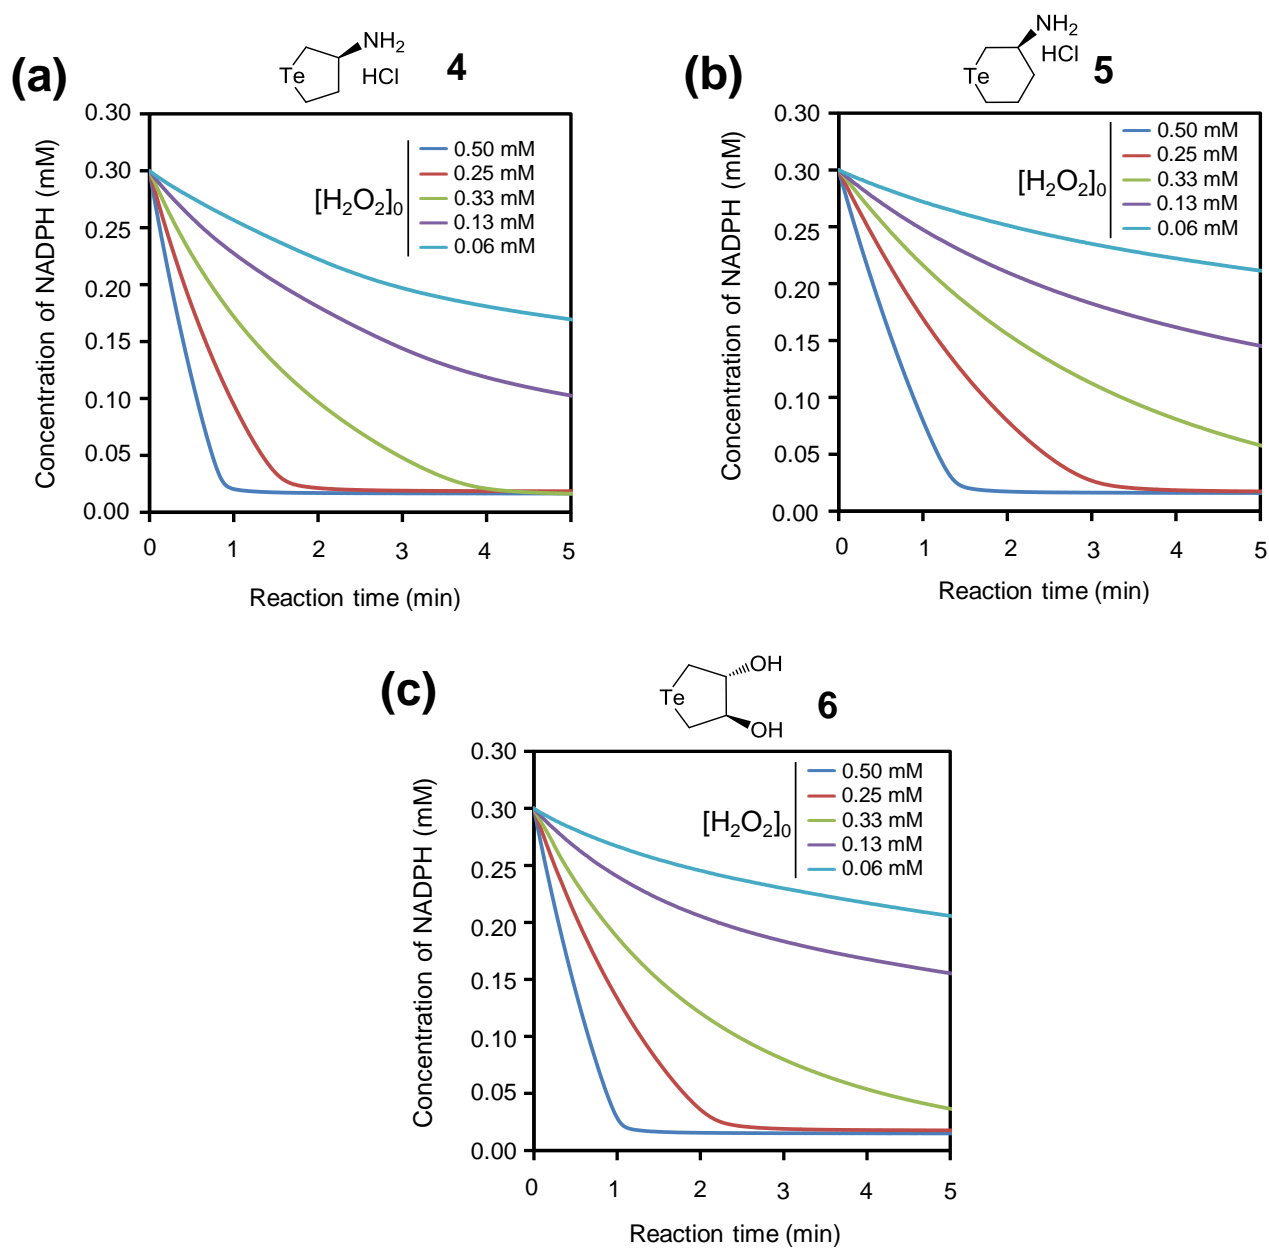 (a)
NH2
Te
HCl
4
0.30
0.30
0.25
0.20
0.15
0.10
0.05
0.00
Concentration of NADPH (mM)
[H2O2]0
0.50 mM
0.25 mM
0.33 mM
0.13 mM
0.06 mM
0 1 2 3 4 5
Reaction time (min)
(b)
NH2
HCl
Te
5
0.30
0.30
0.25
0.20
0.15
0.10
0.05
0.00
Concentration of NADPH (mM)
[H2O2]0
0.50 mM
0.25 mM
0.33 mM
0.13 mM
0.06 mM
0 1 2 3 4 5
Reaction time (min)
(c)
OH
Te
OH
6
0.30
0.30
0.25
0.20
0.15
0.10
0.05
0.00
Concentration of NADPH (mM)
[H2O2]0
0.50 mM
0.25 mM
0.33 mM
0.13 mM
0.06 mM
0 1 2 3 4 5
Reaction time (min)